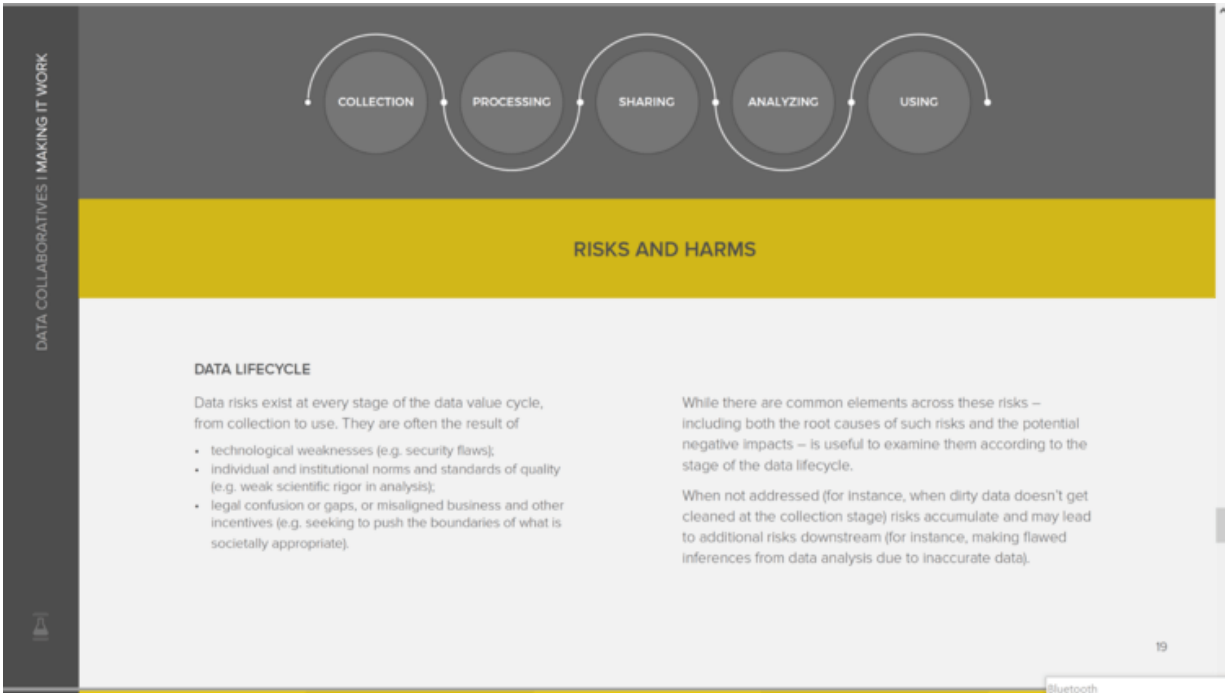 DATA COLLABORATIVES | MAKING IT WORK
COLLECTION
PROCESSING
SHARING
ANALYZING
USING
RISKS AND HARMS
DATA LIFECYCLE
Data risks exist at every stage of the data value cycle,
from collection to use. They are often the result of
• technological weaknesses (e.g. security flaws);
• individual and institutional norms and standards of quality
(e.g. weak scientific rigor in analysis);
• legal confusion or gaps, or misaligned business and other
incentives (e.g. seeking to push the boundaries of what is
societally appropriate).
While there are common elements across these risks –
including both the root causes of such risks and the potential
negative impacts – is useful to examine them according to the
stage of the data lifecycle.
When not addressed (for instance, when dirty data doesn't get
cleaned at the collection stage) risks accumulate and may lead
to additional risks downstream (for instance, making flawed
inferences from data analysis due to inaccurate data).
19
Bluetooth